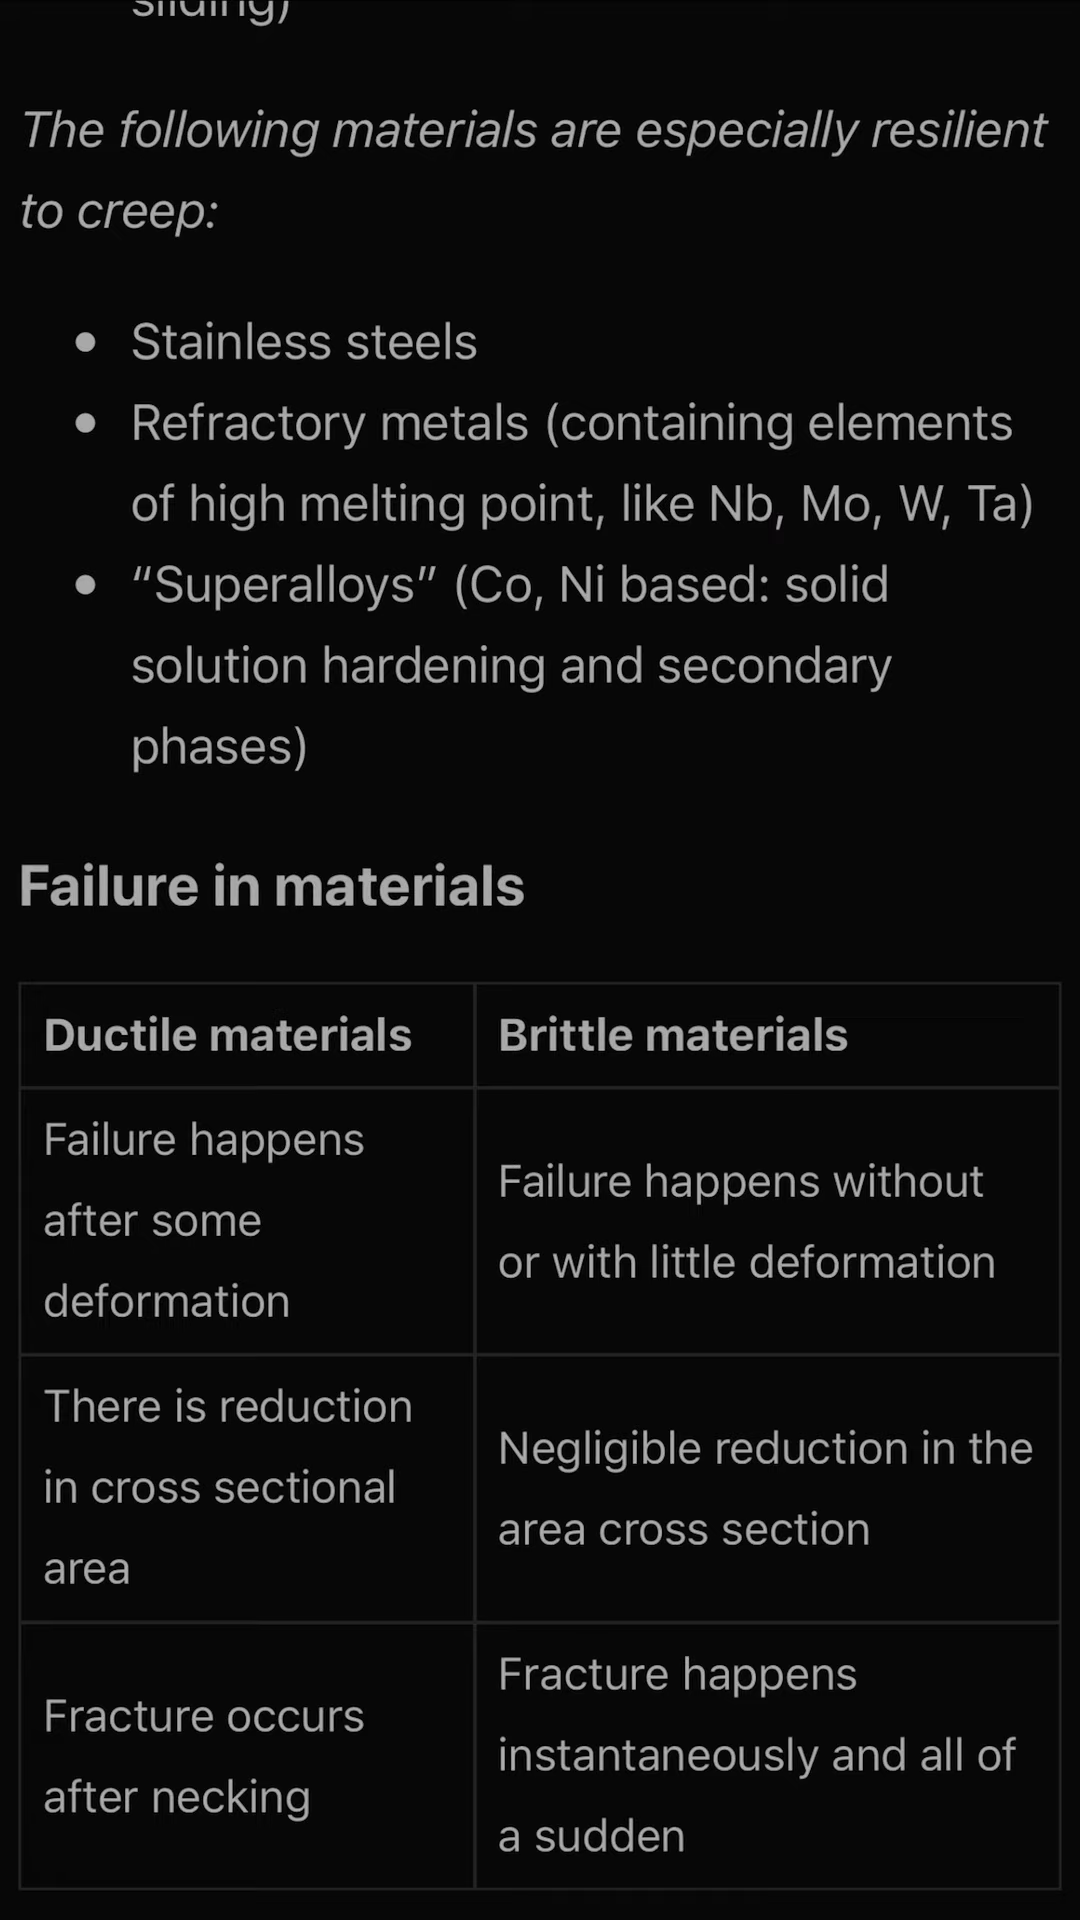 sliding)
The following materials are especially resilient
to creep:
• Stainless steels
• Refractory metals (containing elements
of high melting point, like Nb, Mo, W, Ta)
• “Superalloys” (Co, Ni based: solid
solution hardening and secondary
phases)
Failure in materials
Ductile materials
Brittle materials
Failure happens
after some
deformation
Failure happens without
or with little deformation
There is reduction
in cross sectional
area
Negligible reduction in the
area cross section
Fracture occurs
after necking
Fracture happens
instantaneously and all of
a sudden